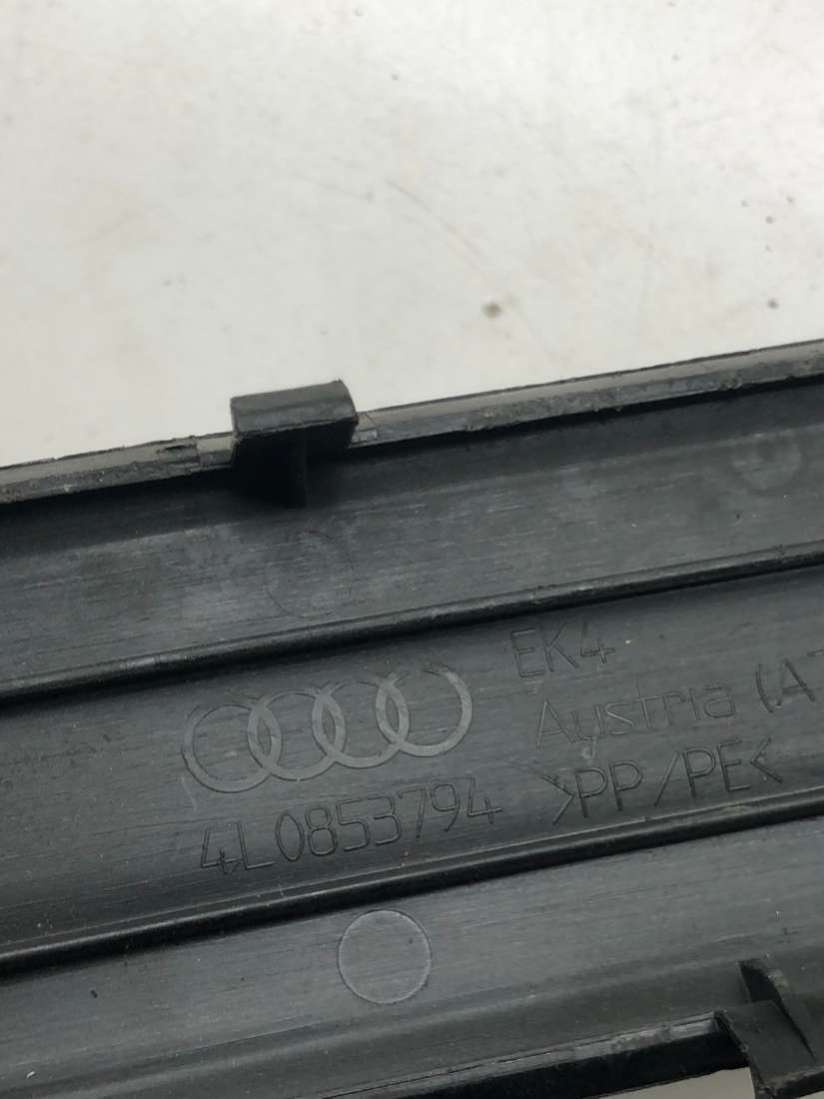 EK4
Austria (A
4L0853794 >PP/PE<